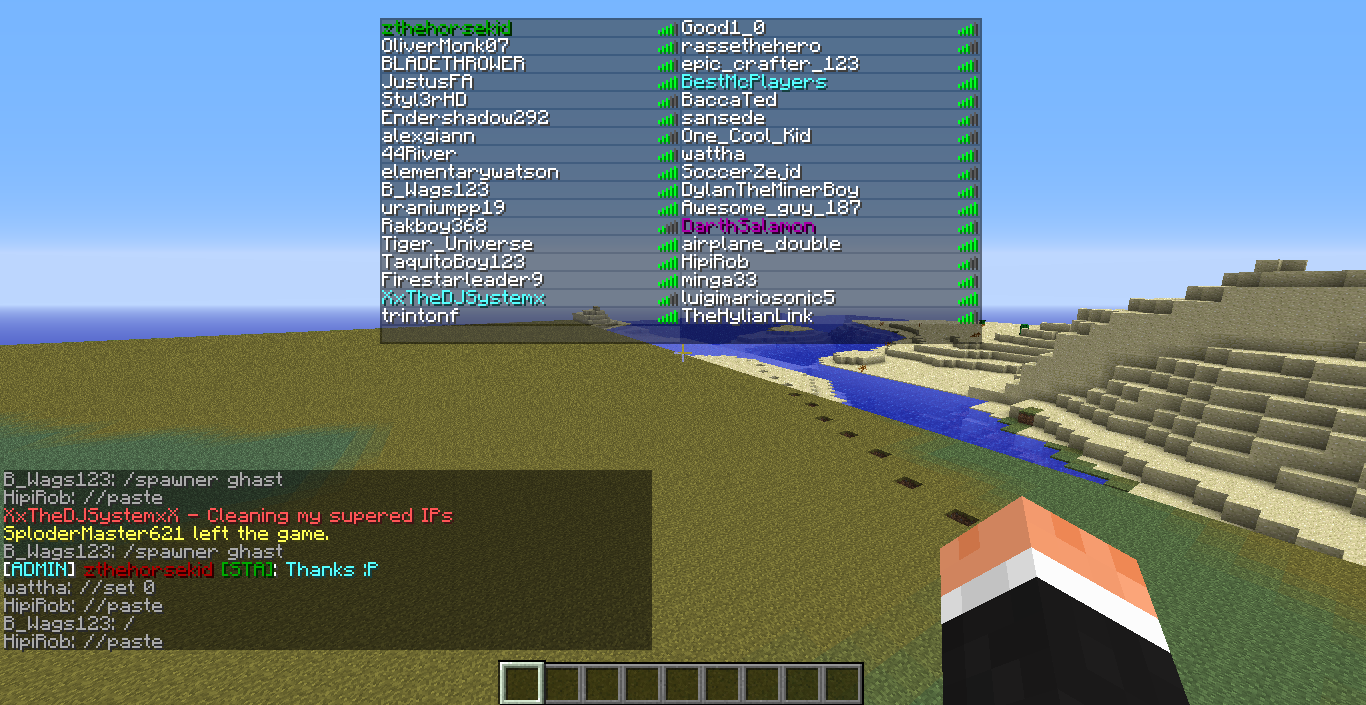 zthehorsekid Good1_0
OliverMonk07 rassethehero
BLADETHROWER epic_crafter_123
JustusFA BestMcPlayers
Styl3rHD BaccaTed
Endershadow292 sansede
alexgiann One_Cool_Kid
44River wattha
elementarywatson SoccerZejd
B_Wags123 DylanTheMinerBoy
uraniumpp19 Awesome_guy_187
Rakboy368 DarthSalamon
Tiger_Universe airplane_double
TaquitoBoy123 HipiRob
Firestarleader9 minga33
XxTheDJSystemx luigimariosonic5
trintonf TheHylianLink
B_Wags123: /spawner ghast
HipiRob: //paste
XxTheDJSystemxX - Cleaning my supered IPs
SploderMaster621 left the game.
B_Wags123: /spawner ghast
[ADMIN] zthehorsekid [STA]: Thanks :P
wattha: //set 0
HipiRob: //paste
B_Wags123: /
HipiRob: //paste